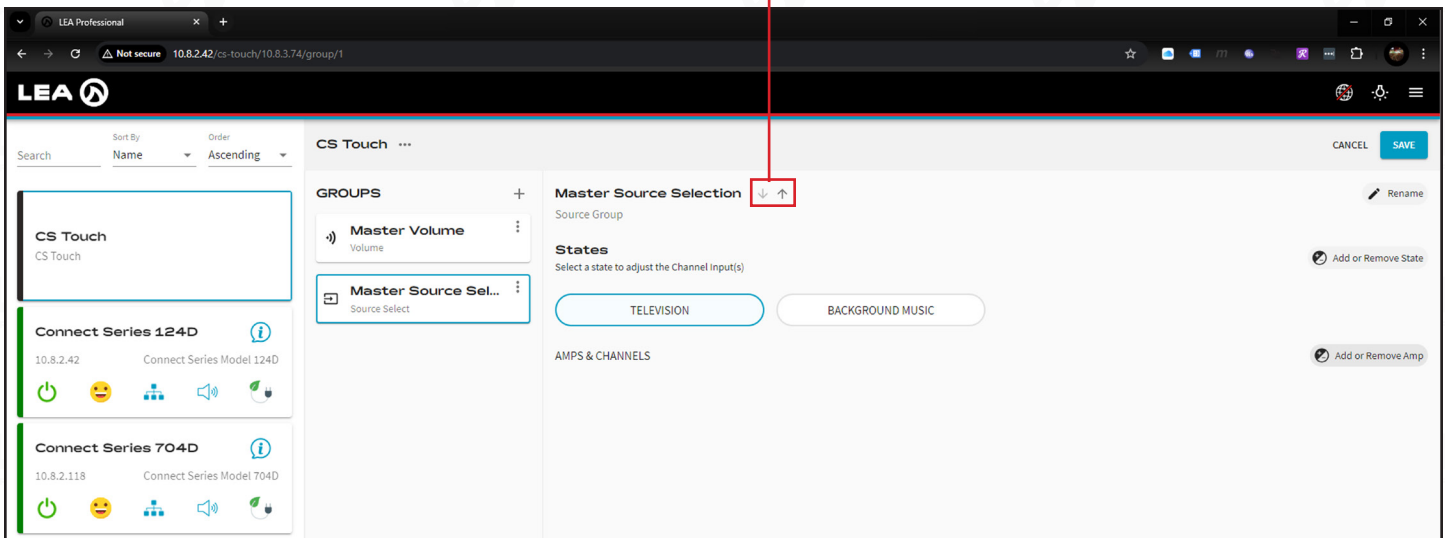 LEA Professional
Not secure 10.8.2.42/cs-touch/10.8.3.74/group/1
LEA
Search
Sort By
Name
Order
Ascending
CS Touch ...
CANCEL
SAVE
CS Touch
CS Touch
Connect Series 124D
10.8.2.42 Connect Series Model 124D
Connect Series 704D
10.8.2.118 Connect Series Model 704D
GROUPS +
Master Volume
Volume
Master Source Sel...
Source Select
Master Source Selection
Rename
Source Group
States
Select a state to adjust the Channel Input(s)
Add or Remove State
TELEVISION
BACKGROUND MUSIC
AMPS & CHANNELS
Add or Remove Amp